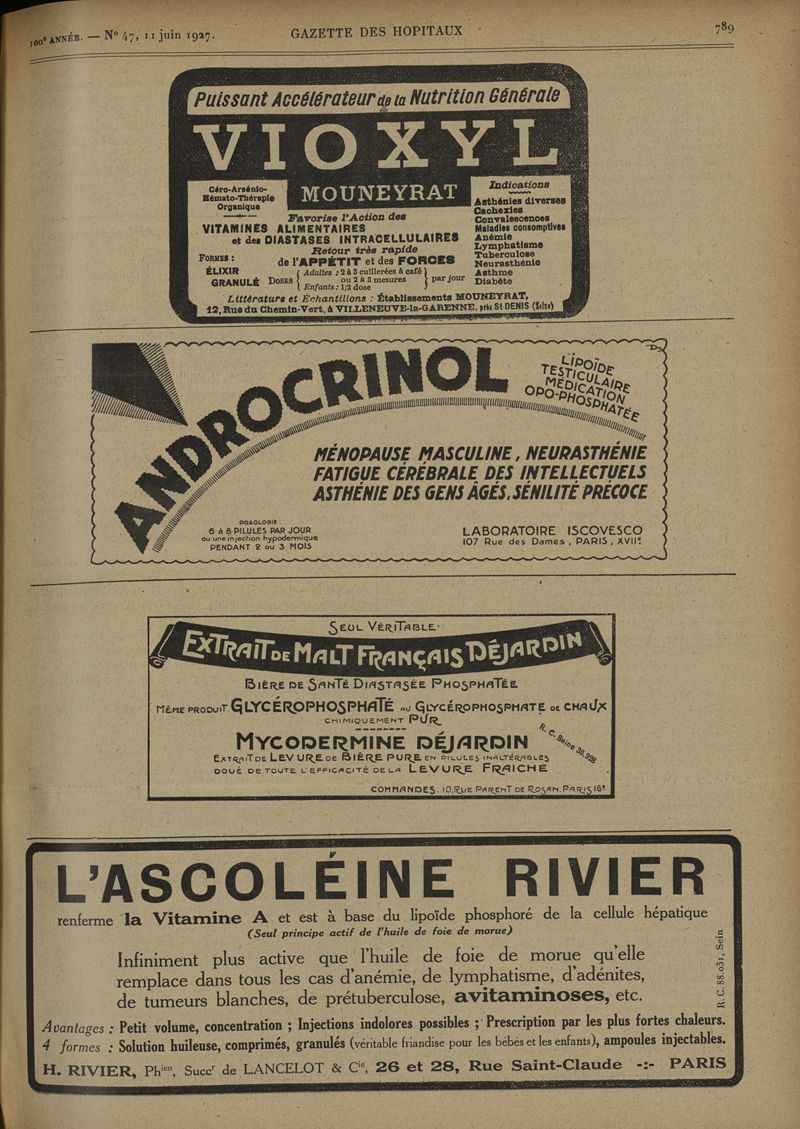 100e ANNÉE. — N° 47, 11 juin 1927.
GAZETTE DES HOPITAUX
789
Puissant Accélérateur de la Nutrition Générale
VIOXYL
MOUNEYRAT
Céro-Arsénio-
Hémato-Thérapie
Organique
Favorise l'Action des
VITAMINES ALIMENTAIRES
et des DIASTASES INTRACELLULAIRES
Retour très rapide
de l'APPÉTIT et des FORCES
FORMES :
ÉLIXIR
GRANULÉ
DOSES
Adultes : 2 à 3 cuillerées à café
ou 2 à 3 mesures
Enfants : 1/2 dose
par jour
Indications
Asthénies diverses
Cachexies
Convalescences
Maladies consomptives
Anémie
Lymphatisme
Tuberculose
Neurasthénie
Asthme
Diabète
Littérature et Échantillons : Établissements MOUNEYRAT,
12, Rue du Chemin-Vert, à VILLENEUVE-la-GARENNE, près St-DENIS (Seine)
ANDROCRINOL
LIPOÏDE
TESTICULAIRE
MÉDICATION
OPO-PHOSPHATÉE
MÉNOPAUSE MASCULINE, NEURASTHÉNIE
FATIGUE CÉRÉBRALE DES INTELLECTUELS
ASTHÉNIE DES GENS ÂGÉS, SÉNILITÉ PRÉCOCE
POSOLOGIE :
6 à 8 PILULES PAR JOUR
ou une injection hypodermique
PENDANT 2 ou 3 MOIS
LABORATOIRE ISCOVESCO
107 Rue des Dames, PARIS, XVIIe
SEUL VÉRITABLE
EXTRAIT DE MALT FRANÇAIS DÉJARDIN
BIÈRE DE SANTÉ DIASTASÉE PHOSPHATÉE
MÊME PRODUIT GLYCÉROPHOSPHATÉ AU GLYCÉROPHOSPHATE DE CHAUX
CHIMIQUEMENT PUR
MYCODERMINE DÉJARDIN
R. C. Seine 36.929
EXTRAIT DE LEVURE DE BIÈRE PURE EN PILULES INALTÉRABLES
DOUÉ DE TOUTE L'EFFICACITÉ DE LA LEVURE FRAICHE
COMMANDES. 10, RUE PARENT DE ROSAN. PARIS 16e
L'ASCOLÉINE RIVIER
renferme la Vitamine A et est à base du lipoïde phosphoré de la cellule hépatique
(Seul principe actif de l'huile de foie de morue)
Infiniment plus active que l'huile de foie de morue qu'elle
remplace dans tous les cas d'anémie, de lymphatisme, d'adénites,
de tumeurs blanches, de prétuberculose, avitaminoses, etc.
R. C. 88.031, Sein
Avantages : Petit volume, concentration ; Injections indolores possibles ; Prescription par les plus fortes chaleurs.
4 formes : Solution huileuse, comprimés, granulés (véritable friandise pour les bébés et les enfants), ampoules injectables.
H. RIVIER, Phien, Succr de LANCELOT & Cie, 26 et 28, Rue Saint-Claude -:- PARIS